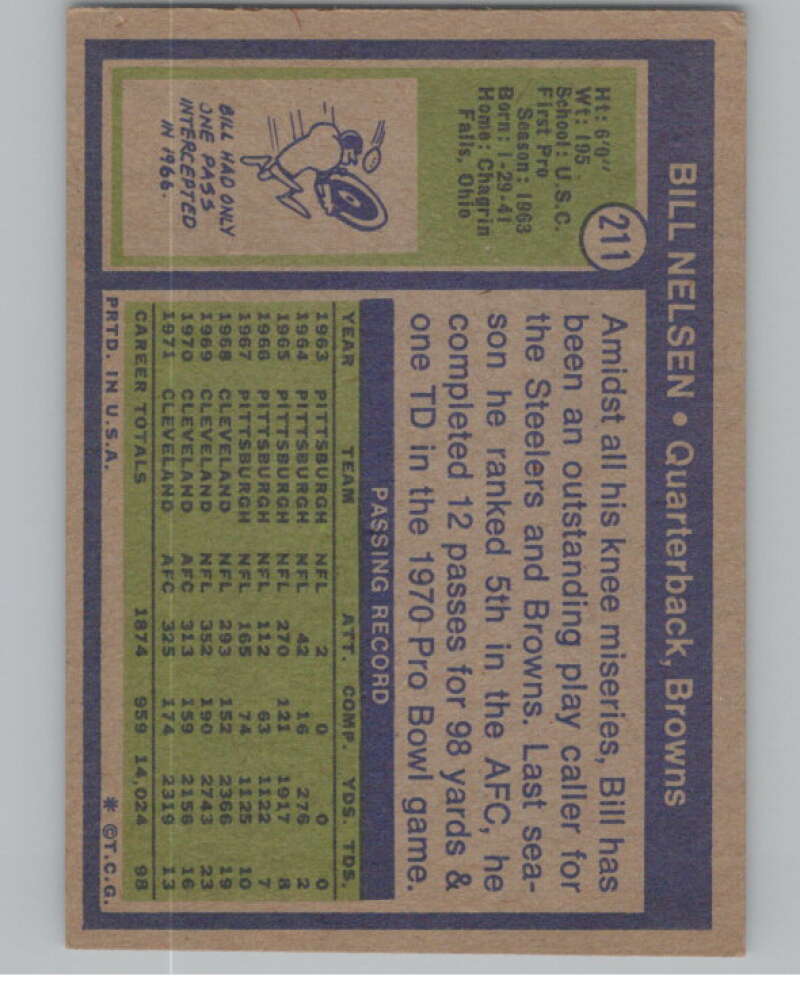 BILL NELSEN • Quarterback, Browns
211
Ht: 6'0"
Wt: 195
School: U.S.C.
First Pro
Season: 1963
Born: 1-29-41
Home: Chagrin
Falls, Ohio
BILL HAD ONLY
ONE PASS
INTERCEPTED
IN 1966.
Amidst all his knee miseries, Bill has
been an outstanding play caller for
the Steelers and Browns. Last sea-
son he ranked 5th in the AFC, he
completed 12 passes for 98 yards &
one TD in the 1970 Pro Bowl game.
PASSING RECORD
YEAR TEAM ATT. COMP. YDS. TDS.
1963 PITTSBURGH NFL 2 0 0 0
1964 PITTSBURGH NFL 42 16 276 2
1965 PITTSBURGH NFL 270 121 1917 8
1966 PITTSBURGH NFL 112 63 1122 7
1967 PITTSBURGH NFL 165 74 1125 10
1968 CLEVELAND NFL 293 152 2366 19
1969 CLEVELAND NFL 352 190 2743 23
1970 CLEVELAND AFC 313 159 2156 16
1971 CLEVELAND AFC 325 174 2319 13
CAREER TOTALS 1874 959 14,024 98
PRTD. IN U.S.A. * ©T.C.G.